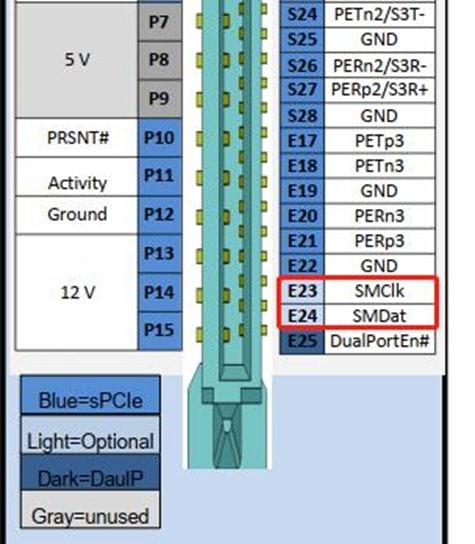 P7
5 V P8
P9
PRSNT# P10
Activity P11
Ground P12
P13
12 V P14
P15
S24 PETn2/S3T-
S25 GND
S26 PERn2/S3R-
S27 PERp2/S3R+
S28 GND
E17 PETp3
E18 PETn3
E19 GND
E20 PERn3
E21 PERp3
E22 GND
E23 SMClk
E24 SMDat
E25 DualPortEn#
Blue=sPCIe
Light=Optional
Dark=DaulP
Gray=unused